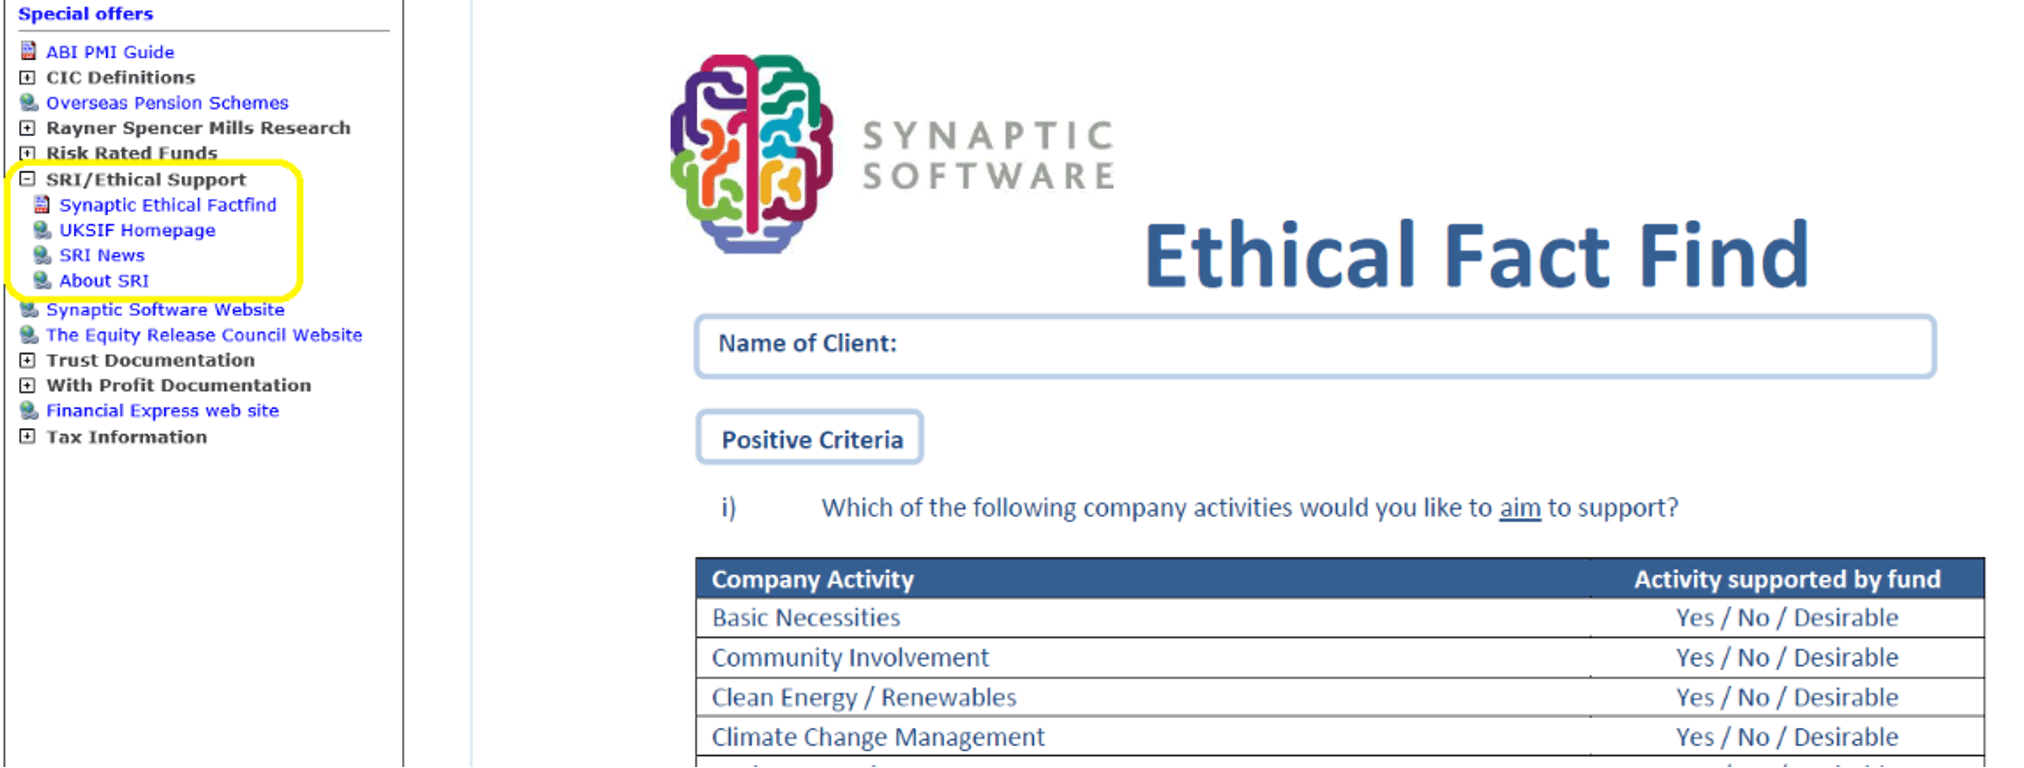 Special offers
ABI PMI Guide
CIC Definitions
Overseas Pension Schemes
Rayner Spencer Mills Research
Risk Rated Funds
SRI/Ethical Support
Synaptic Ethical Factfind
UKSIF Homepage
SRI News
About SRI
Synaptic Software Website
The Equity Release Council Website
Trust Documentation
With Profit Documentation
Financial Express web site
Tax Information
SYNAPTIC
SOFTWARE
Ethical Fact Find
Name of Client:
Positive Criteria
i) Which of the following company activities would you like to aim to support?
Company Activity Activity supported by fund
Basic Necessities Yes / No / Desirable
Community Involvement Yes / No / Desirable
Clean Energy / Renewables Yes / No / Desirable
Climate Change Management Yes / No / Desirable